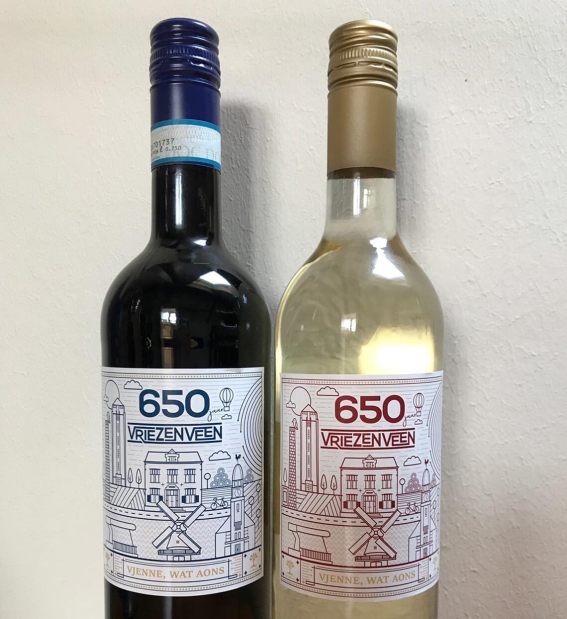 650
jaar
VRIEZENVEEN
VJENNE, WAT AONS
650
jaar
VRIEZENVEEN
VJENNE, WAT AONS